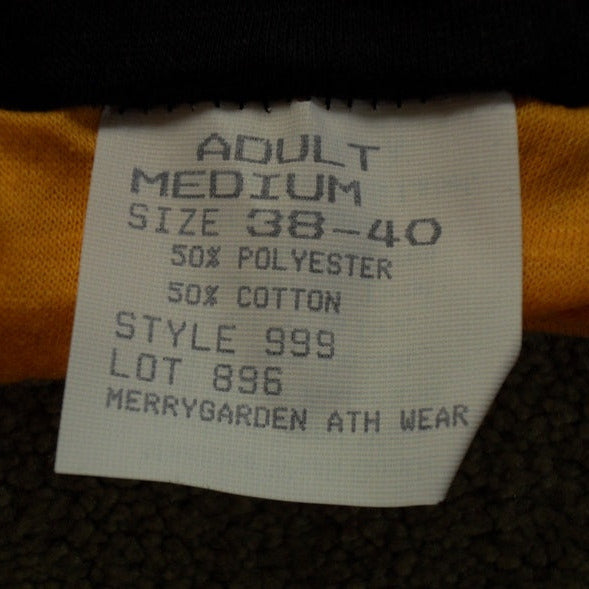 ADULT
MEDIUM
SIZE 38-40
50% POLYESTER
50% COTTON
STYLE 999
LOT 896
MERRYGARDEN ATH WEAR